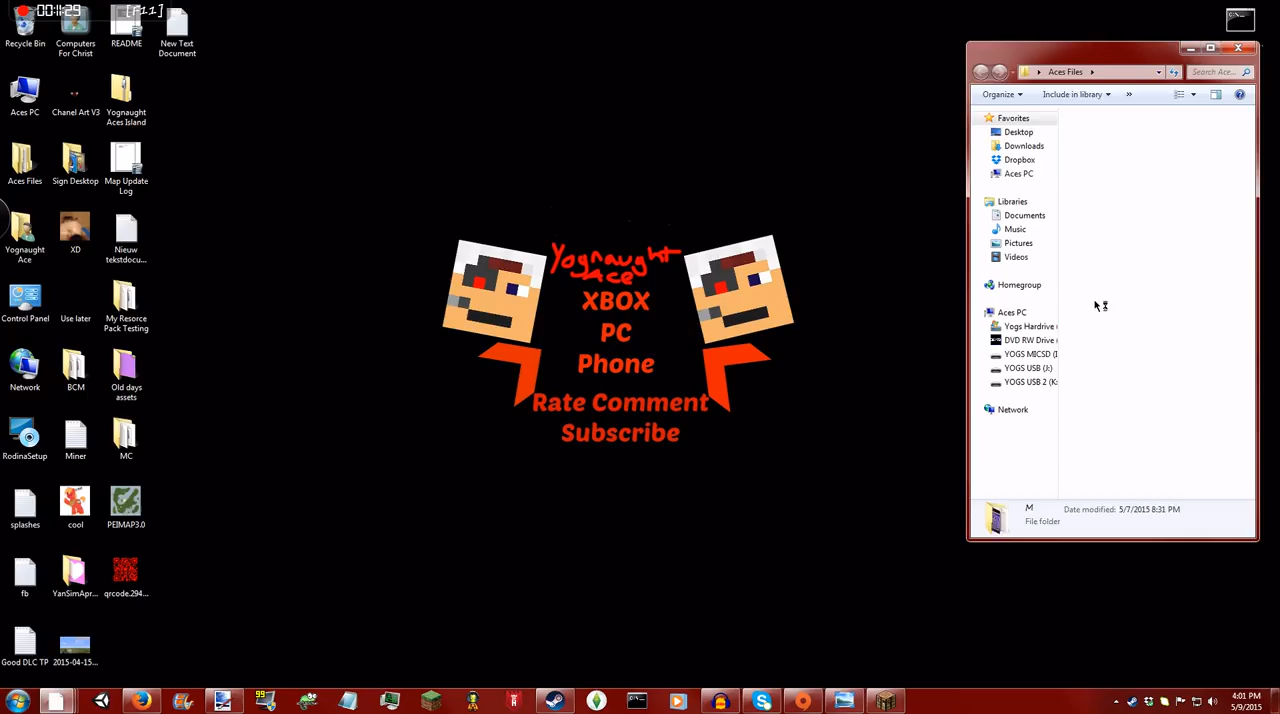 00:11:29 [F11]
Recycle Bin
Computers
For Christ
README
New Text
Document
Aces PC
Chanel Art V3
Yognaught
Aces Island
Aces Files
Sign Desktop
Map Update
Log
Yognaught
Ace
XD
Nieuw
tekstdocu...
Control Panel
Use later
My Resorce
Pack Testing
Network
BCM
Old days
assets
RodinaSetup
Miner
MC
splashes
cool
PEIMAP3.0
fb
YanSimApr...
qrcode.294...
Good DLC TP
2015-04-15...
Yognaught
Ace
XBOX
PC
Phone
Rate Comment
Subscribe
C:\_
Aces Files
Search Ace...
Organize
Include in library
»
Favorites
Desktop
Downloads
Dropbox
Aces PC
Libraries
Documents
Music
Pictures
Videos
Homegroup
Aces PC
Yogs Hardrive (
DVD RW Drive (
YOGS MICSD (I
YOGS USB (J:)
YOGS USB 2 (K:
Network
M
Date modified: 5/7/2015 8:31 PM
File folder
99
4:01 PM
5/9/2015